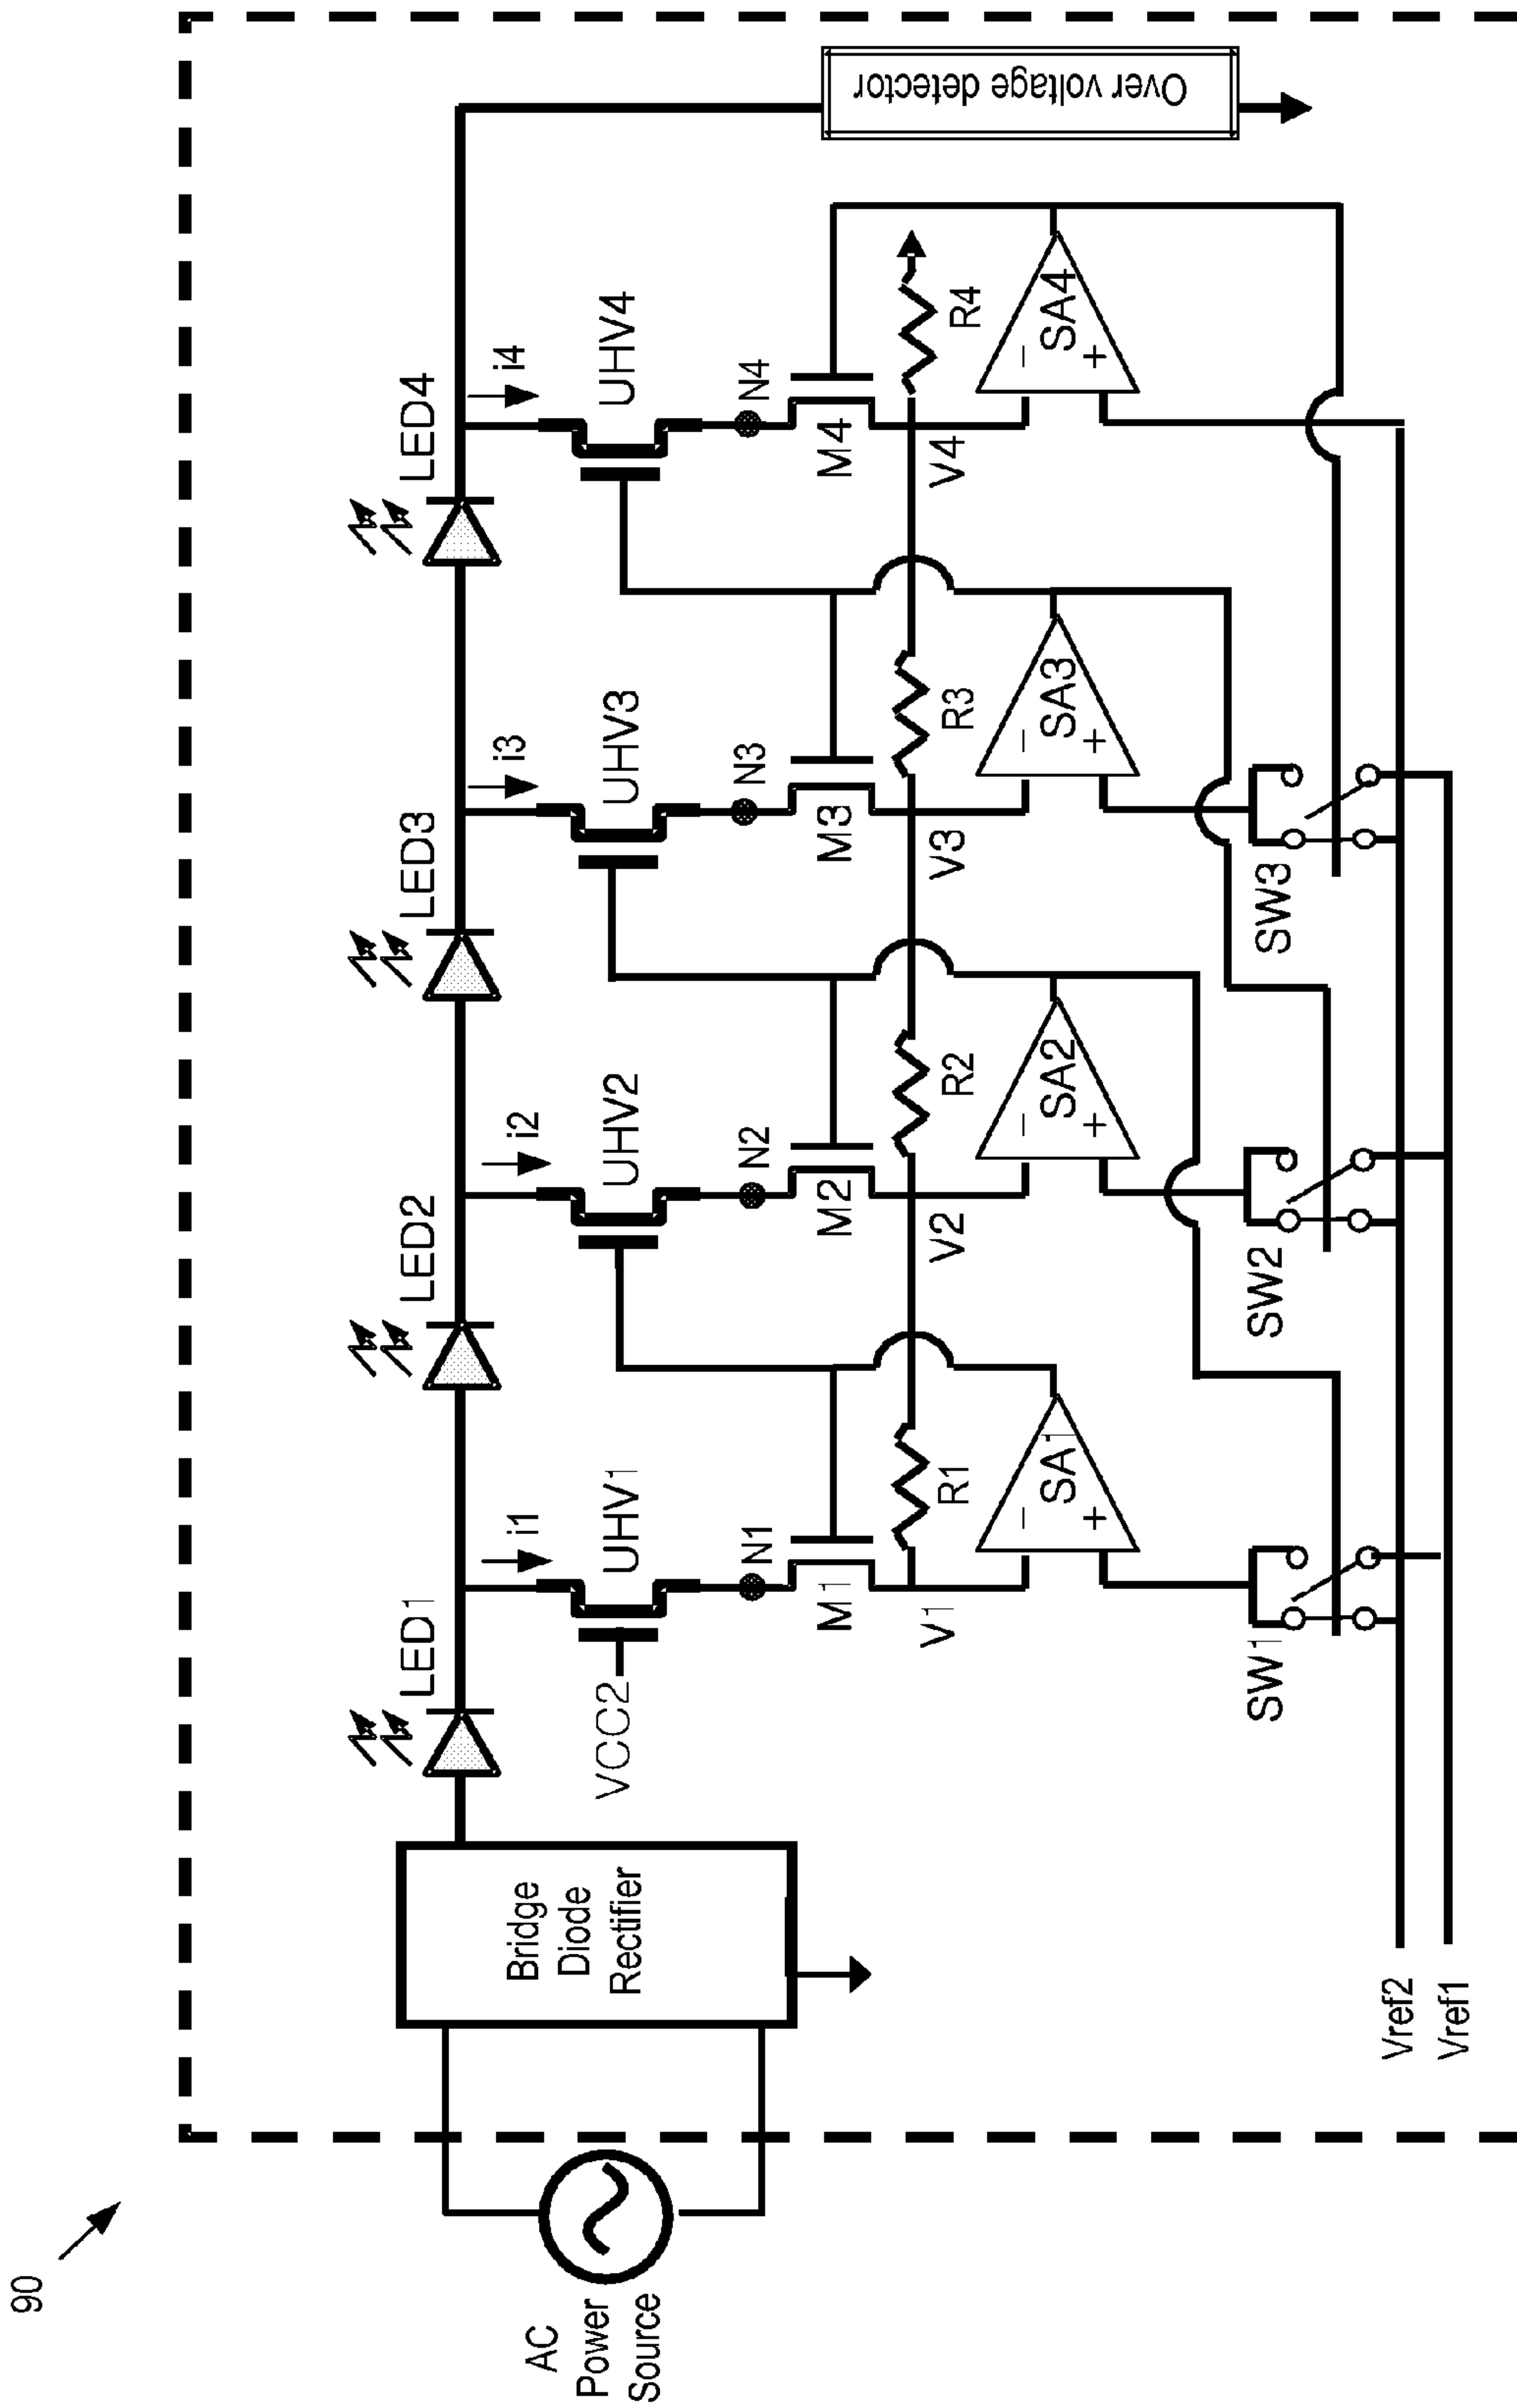 90
AC
Power
Source
Bridge
Diode
Rectifier
LED1
LED2
LED3
LED4
i1
i2
i3
i4
VCC2
UHV1
UHV2
UHV3
UHV4
N1
N2
N3
N4
M1
M2
M3
M4
V1
V2
V3
V4
R1
R2
R3
R4
−
+
SA1
−
+
SA2
−
+
SA3
−
+
SA4
SW1
SW2
SW3
Vref2
Vref1
Over voltage detector